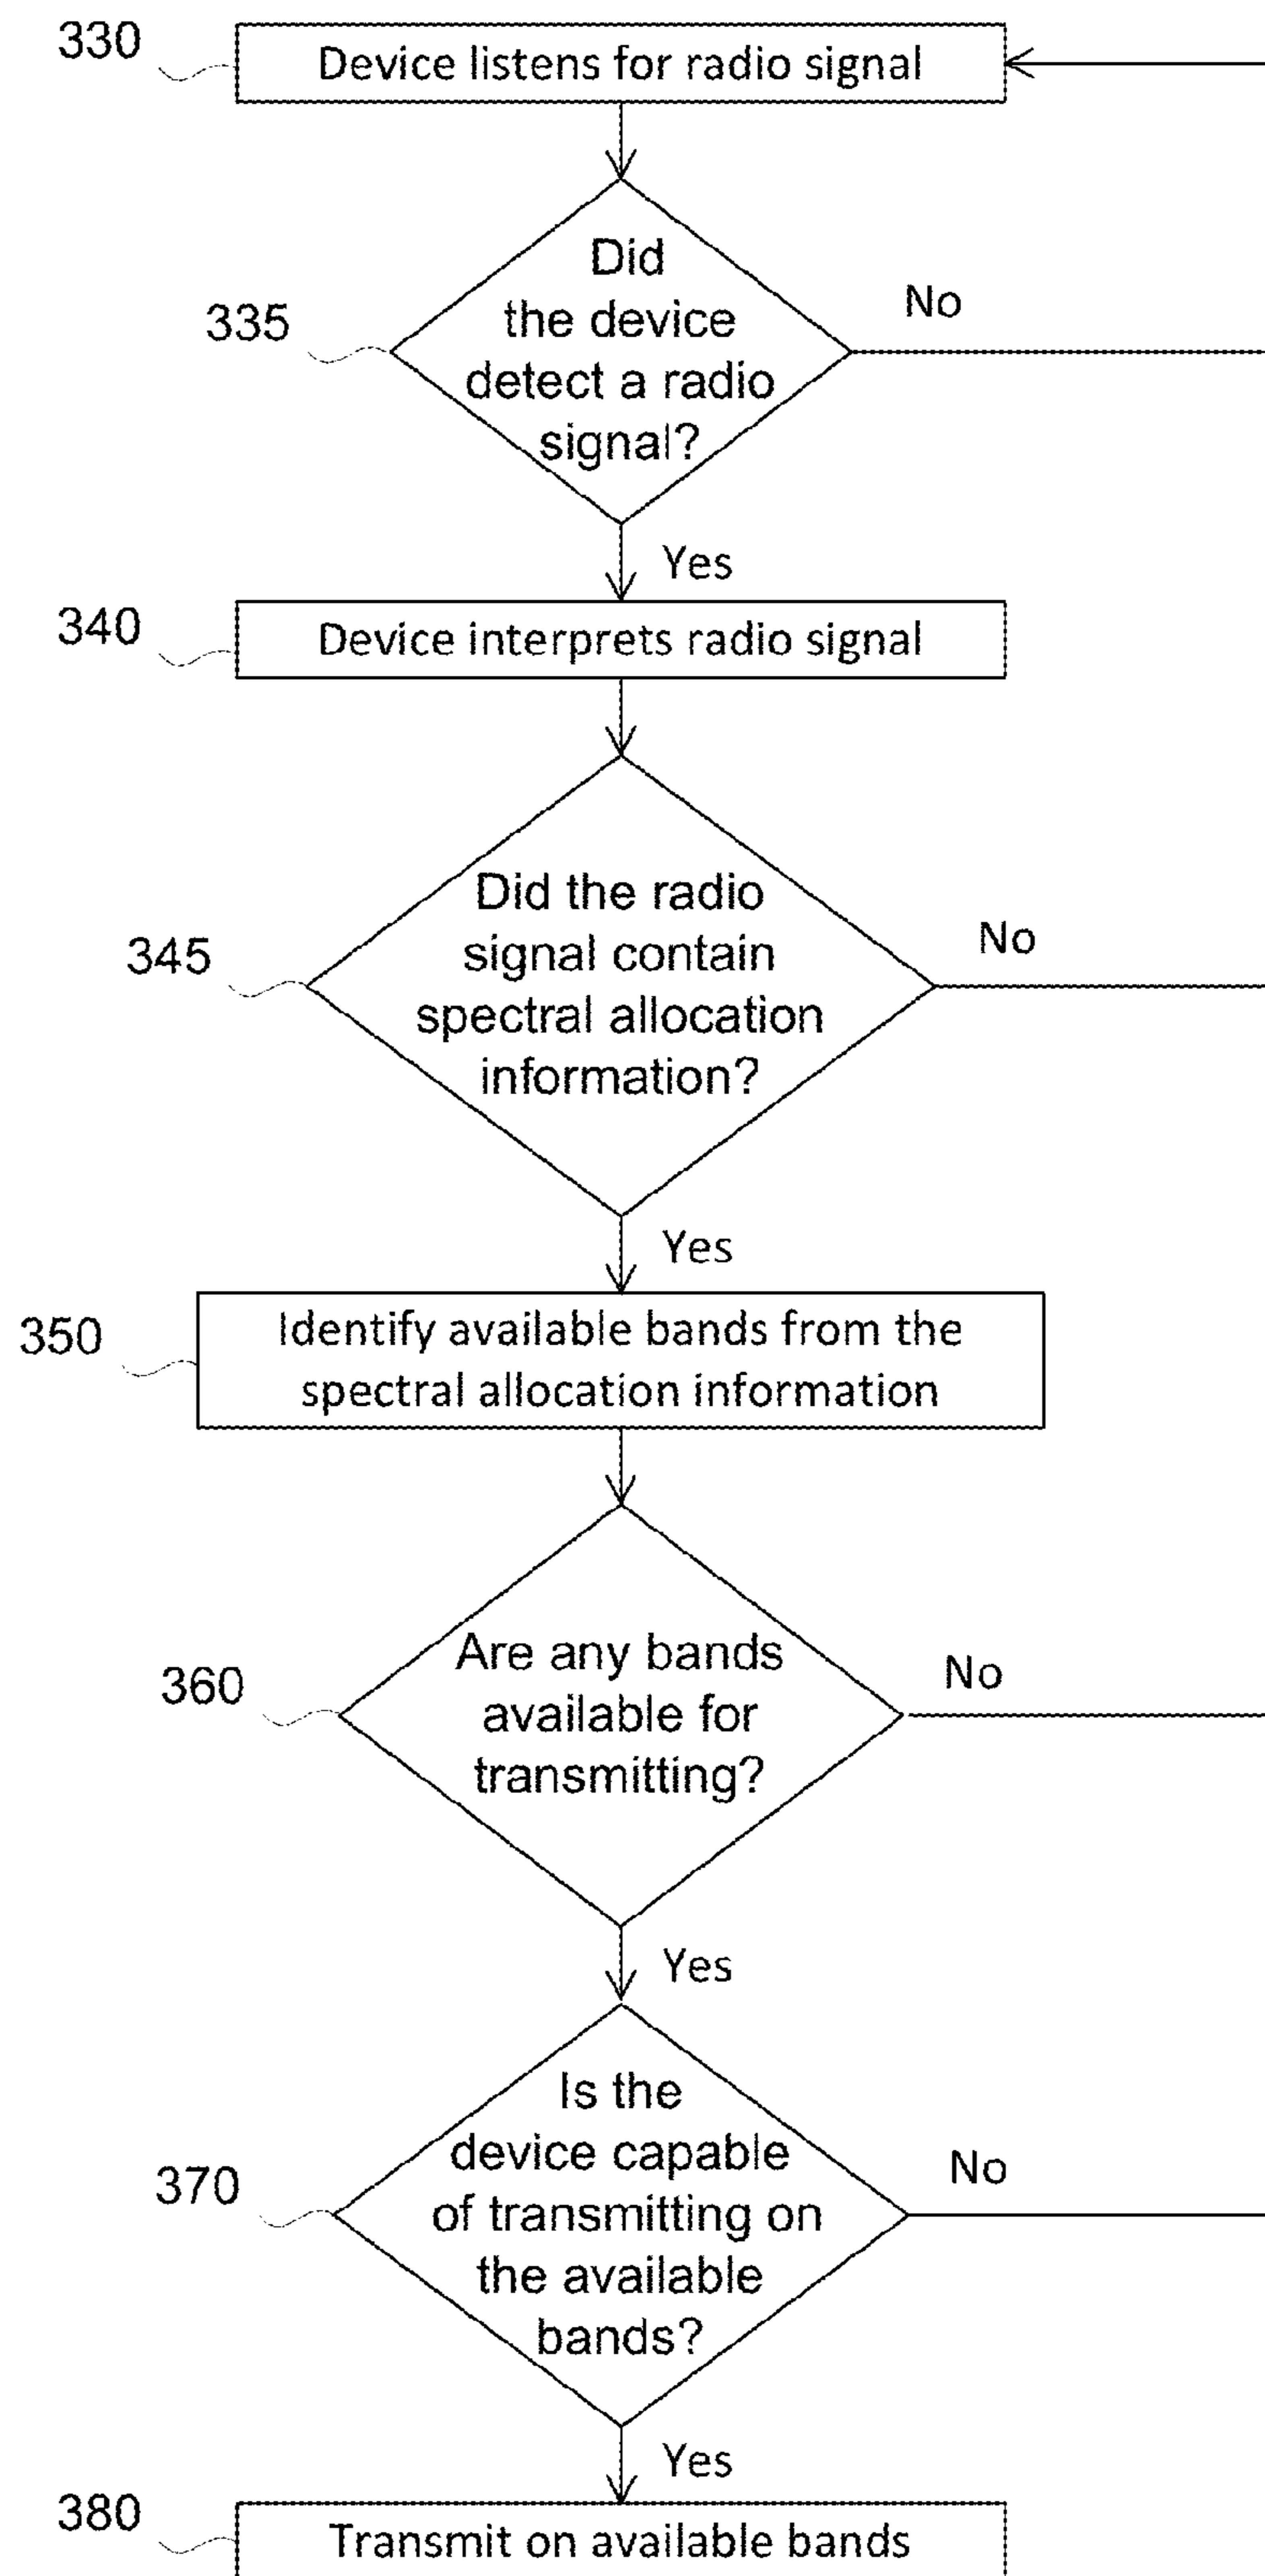 330
Device listens for radio signal
335
Did
the device
detect a radio
signal?
No
Yes
340
Device interprets radio signal
345
Did the radio
signal contain
spectral allocation
information?
No
Yes
350
Identify available bands from the
spectral allocation information
360
Are any bands
available for
transmitting?
No
Yes
370
Is the
device capable
of transmitting on
the available
bands?
No
Yes
380
Transmit on available bands